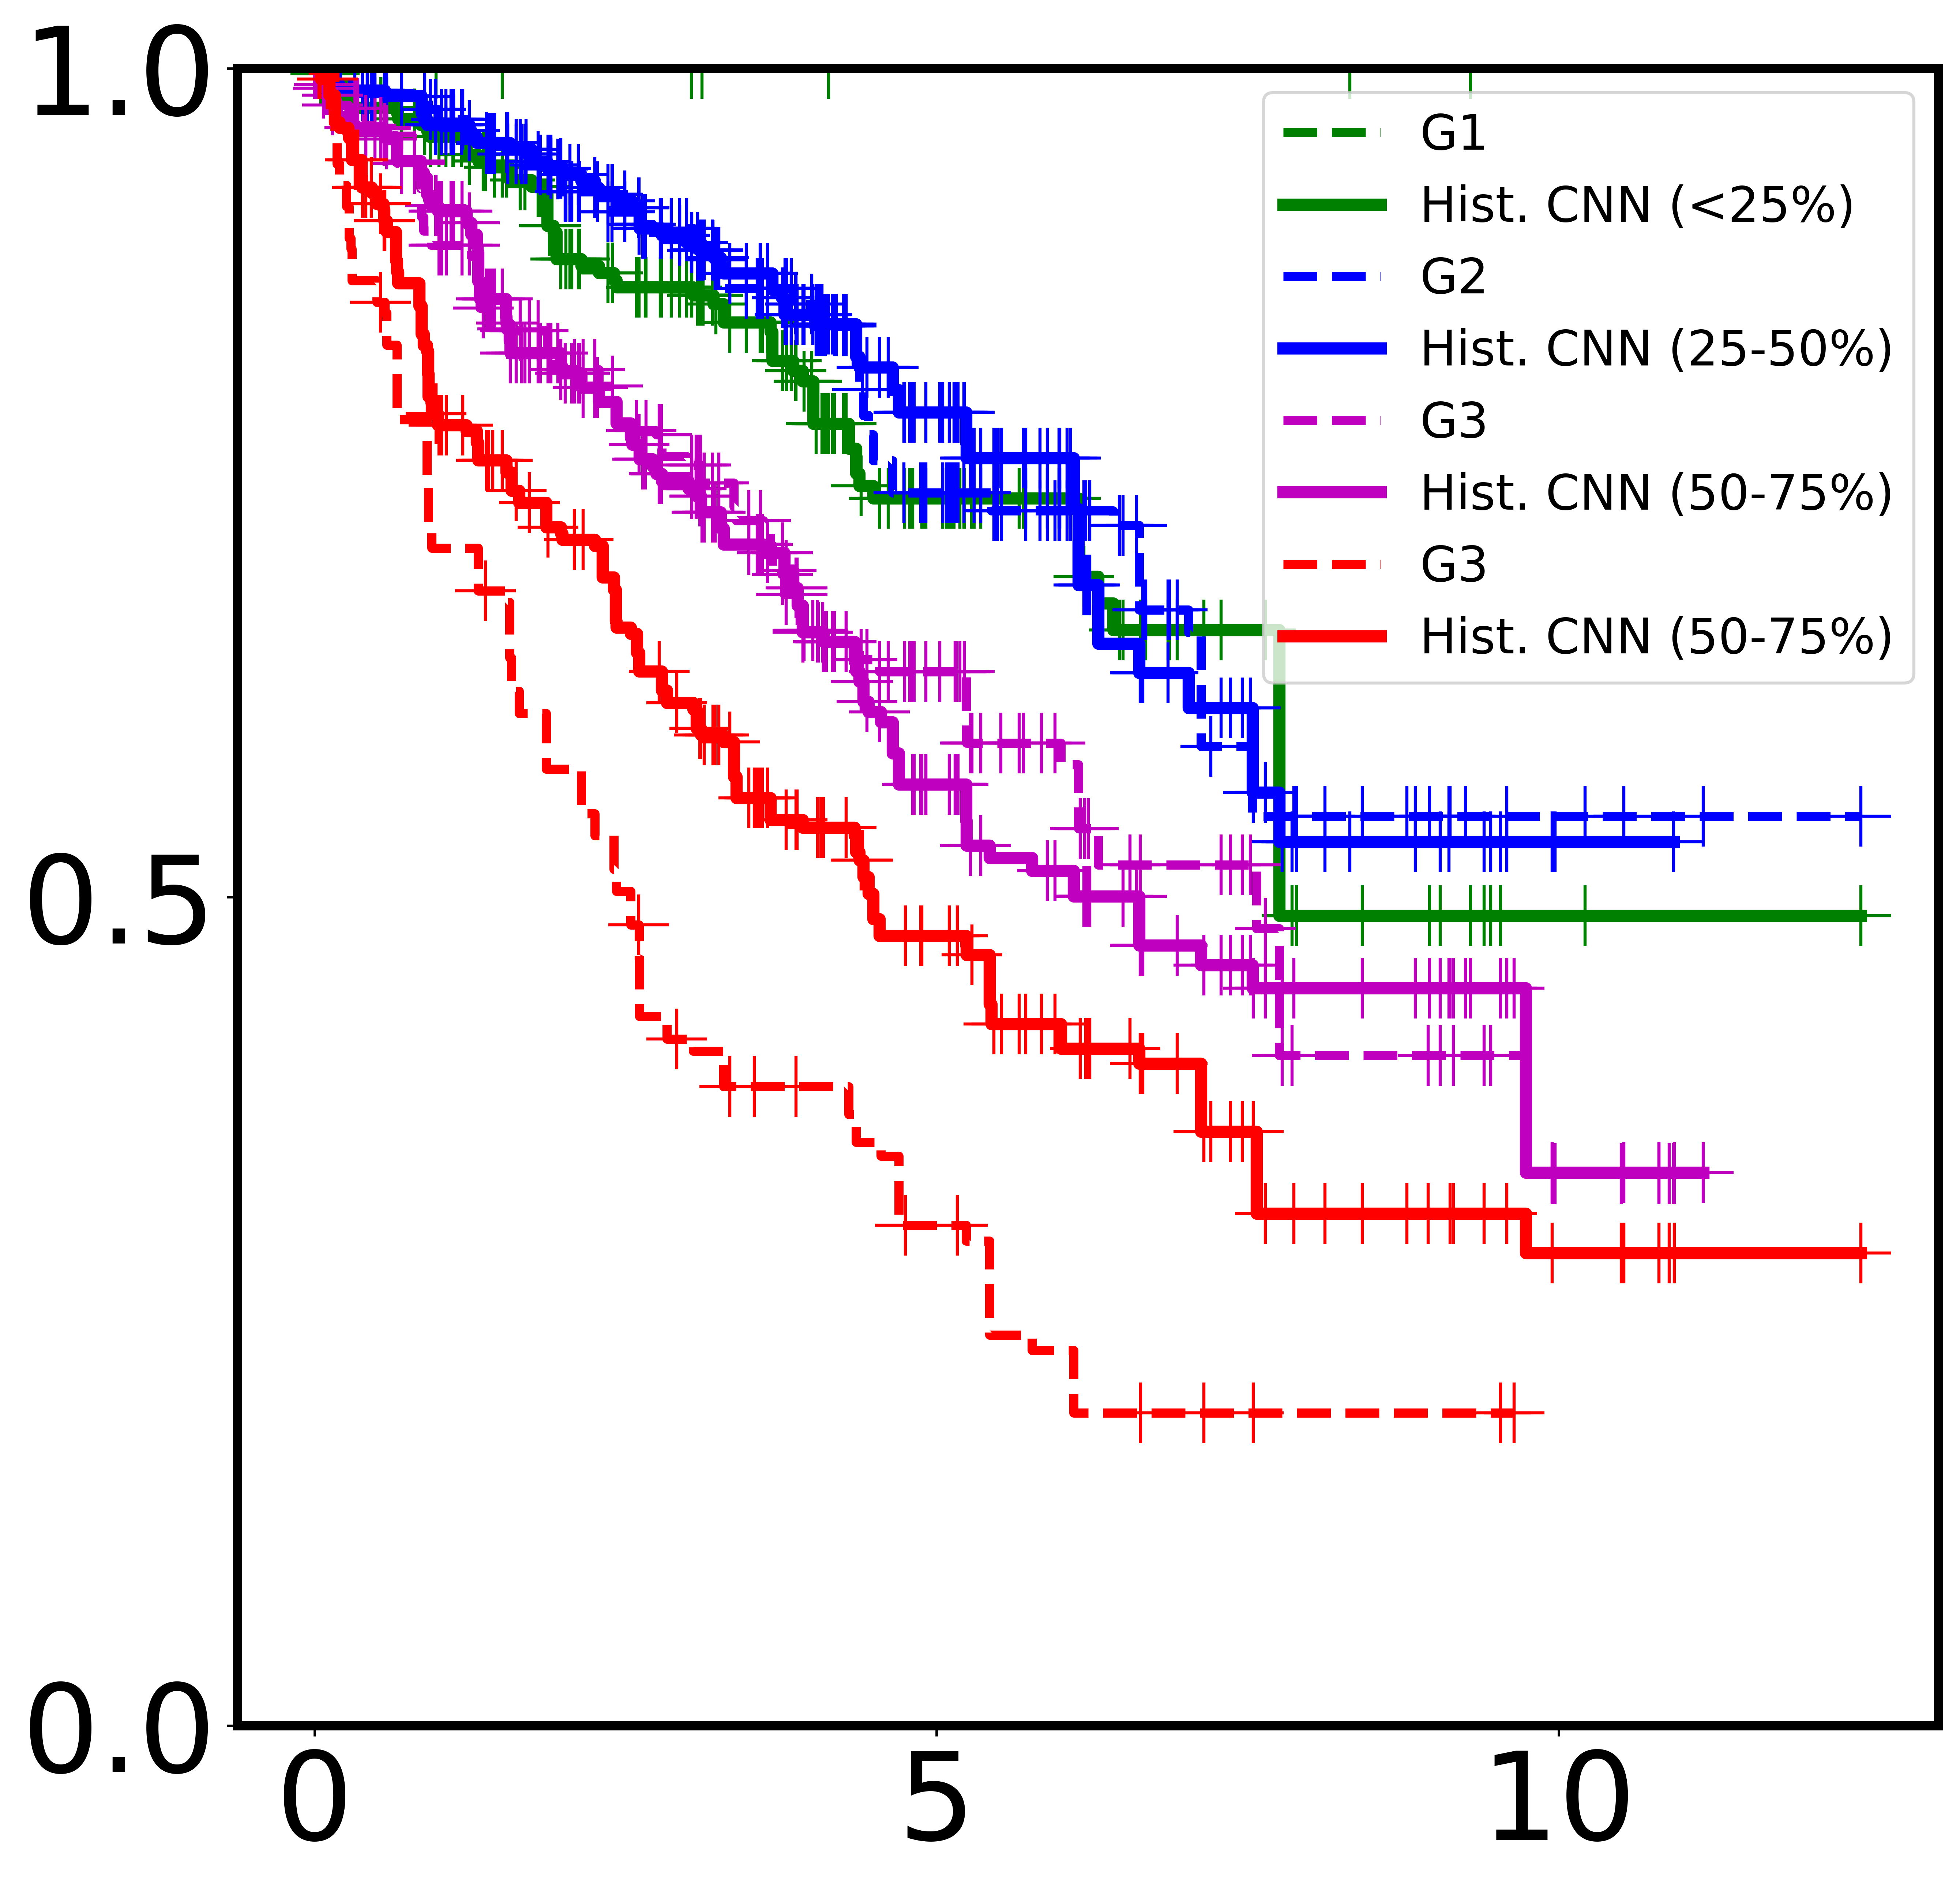 1.0
0.5
0.0
0
5
10
G1
Hist. CNN (<25%)
G2
Hist. CNN (25-50%)
G3
Hist. CNN (50-75%)
G3
Hist. CNN (50-75%)